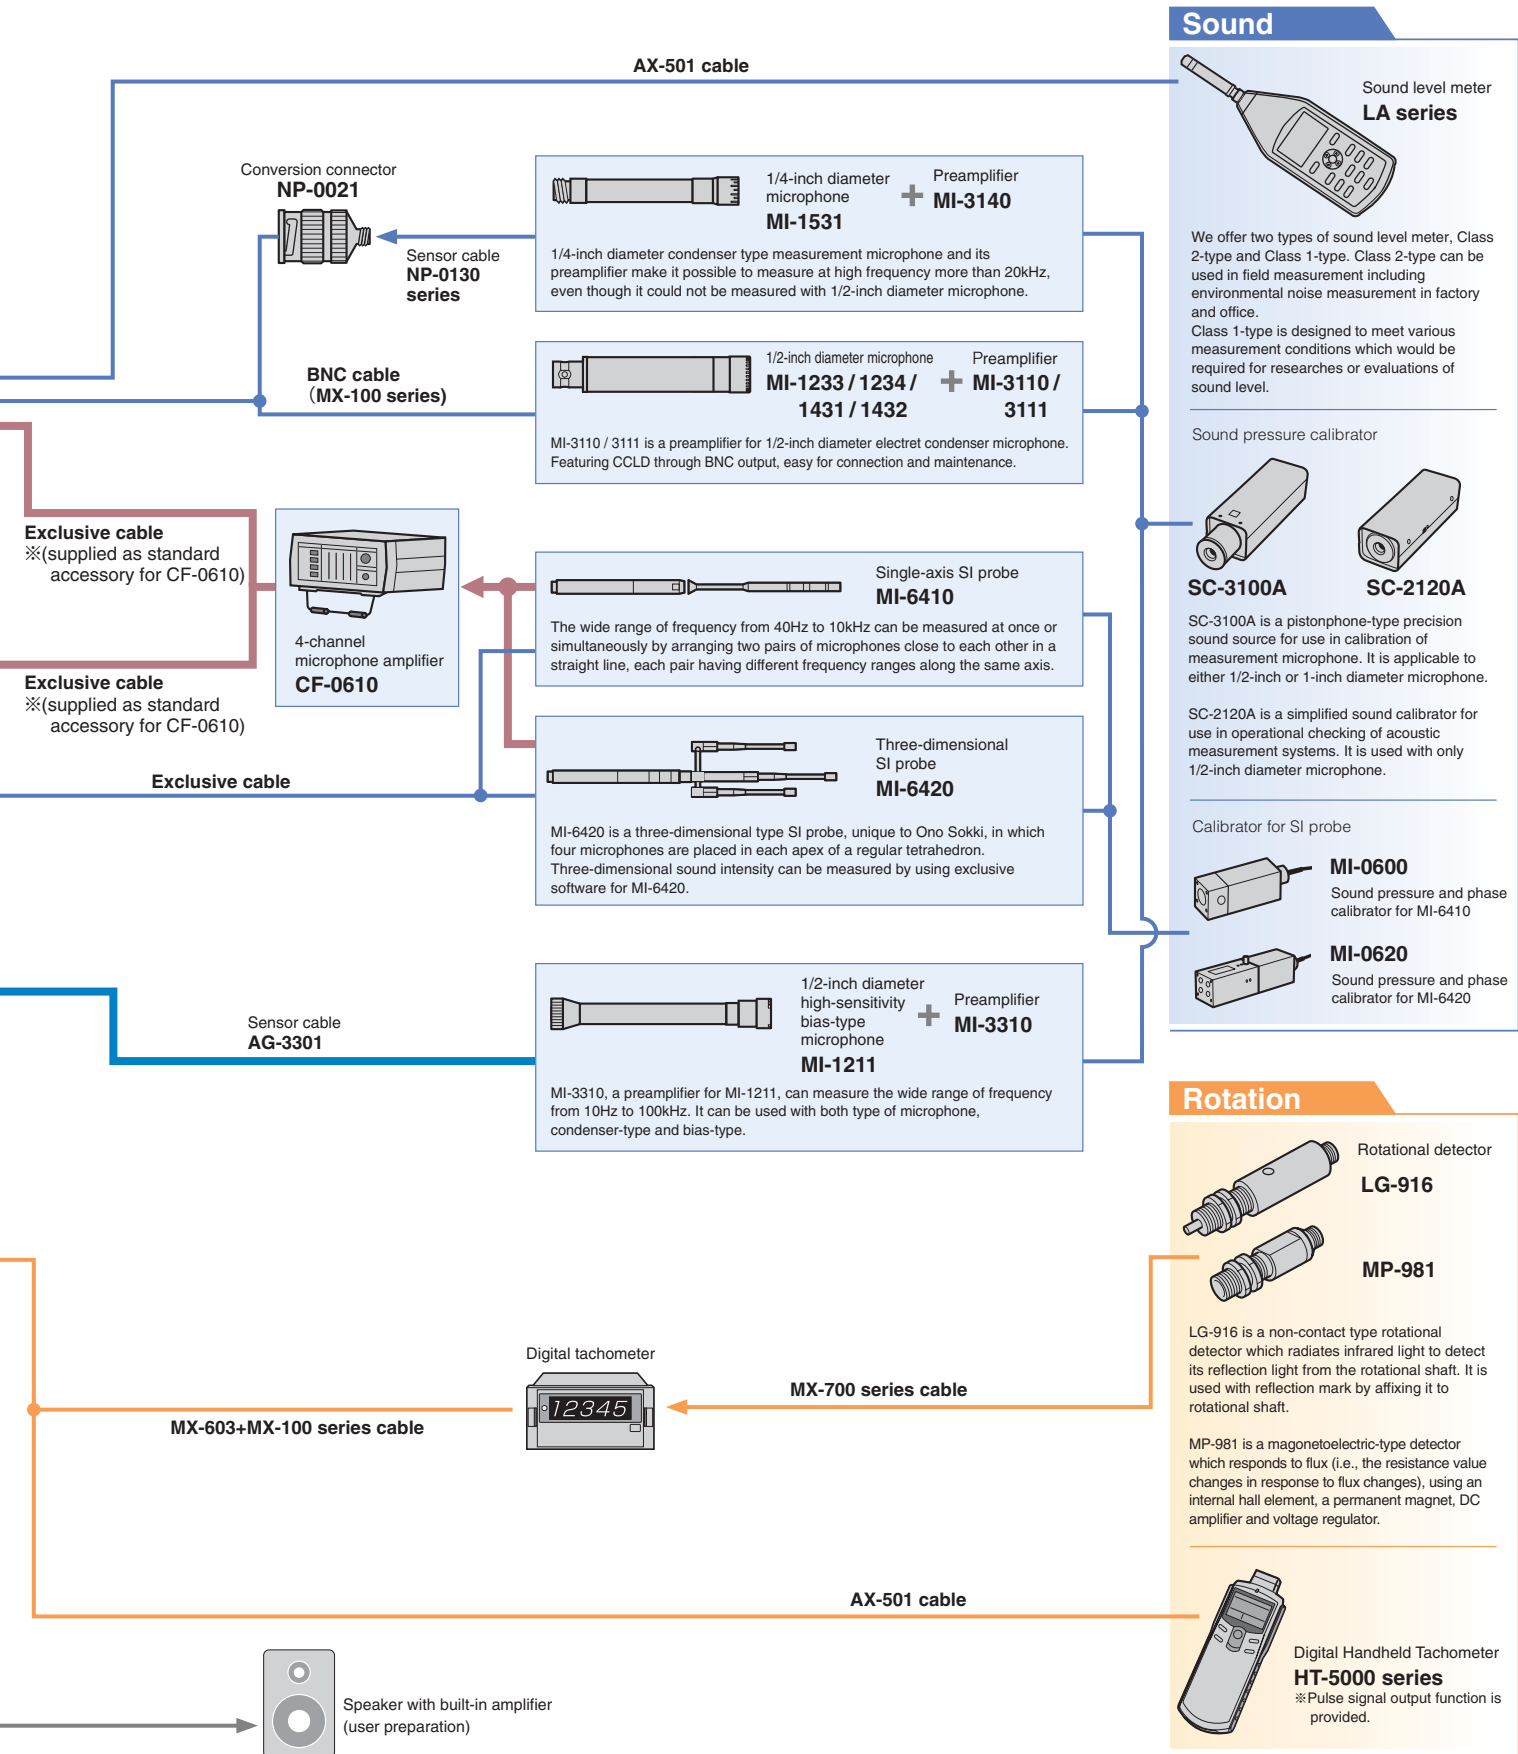 Sound
AX-501 cable
Sound level meter
LA series
Conversion connector
NP-0021
Sensor cable
NP-0130
series
1/4-inch diameter
microphone
MI-1531
+
Preamplifier
MI-3140
1/4-inch diameter condenser type measurement microphone and its
preamplifier make it possible to measure at high frequency more than 20kHz,
even though it could not be measured with 1/2-inch diameter microphone.
We offer two types of sound level meter, Class
2-type and Class 1-type. Class 2-type can be
used in field measurement including
environmental noise measurement in factory
and office.
Class 1-type is designed to meet various
measurement conditions which would be
required for researches or evaluations of
sound level.
BNC cable
(MX-100 series)
1/2-inch diameter microphone
MI-1233 / 1234 /
1431 / 1432
+
Preamplifier
MI-3110 /
3111
MI-3110 / 3111 is a preamplifier for 1/2-inch diameter electret condenser microphone.
Featuring CCLD through BNC output, easy for connection and maintenance.
Sound pressure calibrator
SC-3100A
SC-2120A
SC-3100A is a pistonphone-type precision
sound source for use in calibration of
measurement microphone. It is applicable to
either 1/2-inch or 1-inch diameter microphone.
SC-2120A is a simplified sound calibrator for
use in operational checking of acoustic
measurement systems. It is used with only
1/2-inch diameter microphone.
Exclusive cable
※(supplied as standard
accessory for CF-0610)
4-channel
microphone amplifier
CF-0610
Exclusive cable
※(supplied as standard
accessory for CF-0610)
Single-axis SI probe
MI-6410
The wide range of frequency from 40Hz to 10kHz can be measured at once or
simultaneously by arranging two pairs of microphones close to each other in a
straight line, each pair having different frequency ranges along the same axis.
Exclusive cable
Three-dimensional
SI probe
MI-6420
MI-6420 is a three-dimensional type SI probe, unique to Ono Sokki, in which
four microphones are placed in each apex of a regular tetrahedron.
Three-dimensional sound intensity can be measured by using exclusive
software for MI-6420.
Calibrator for SI probe
MI-0600
Sound pressure and phase
calibrator for MI-6410
MI-0620
Sound pressure and phase
calibrator for MI-6420
Sensor cable
AG-3301
1/2-inch diameter
high-sensitivity
bias-type
microphone
MI-1211
+
Preamplifier
MI-3310
MI-3310, a preamplifier for MI-1211, can measure the wide range of frequency
from 10Hz to 100kHz. It can be used with both type of microphone,
condenser-type and bias-type.
Rotation
Rotational detector
LG-916
MP-981
LG-916 is a non-contact type rotational
detector which radiates infrared light to detect
its reflection light from the rotational shaft. It is
used with reflection mark by affixing it to
rotational shaft.
MP-981 is a magonetoelectric-type detector
which responds to flux (i.e., the resistance value
changes in response to flux changes), using an
internal hall element, a permanent magnet, DC
amplifier and voltage regulator.
Digital tachometer
12345
MX-700 series cable
MX-603+MX-100 series cable
AX-501 cable
Digital Handheld Tachometer
HT-5000 series
※Pulse signal output function is
provided.
Speaker with built-in amplifier
(user preparation)